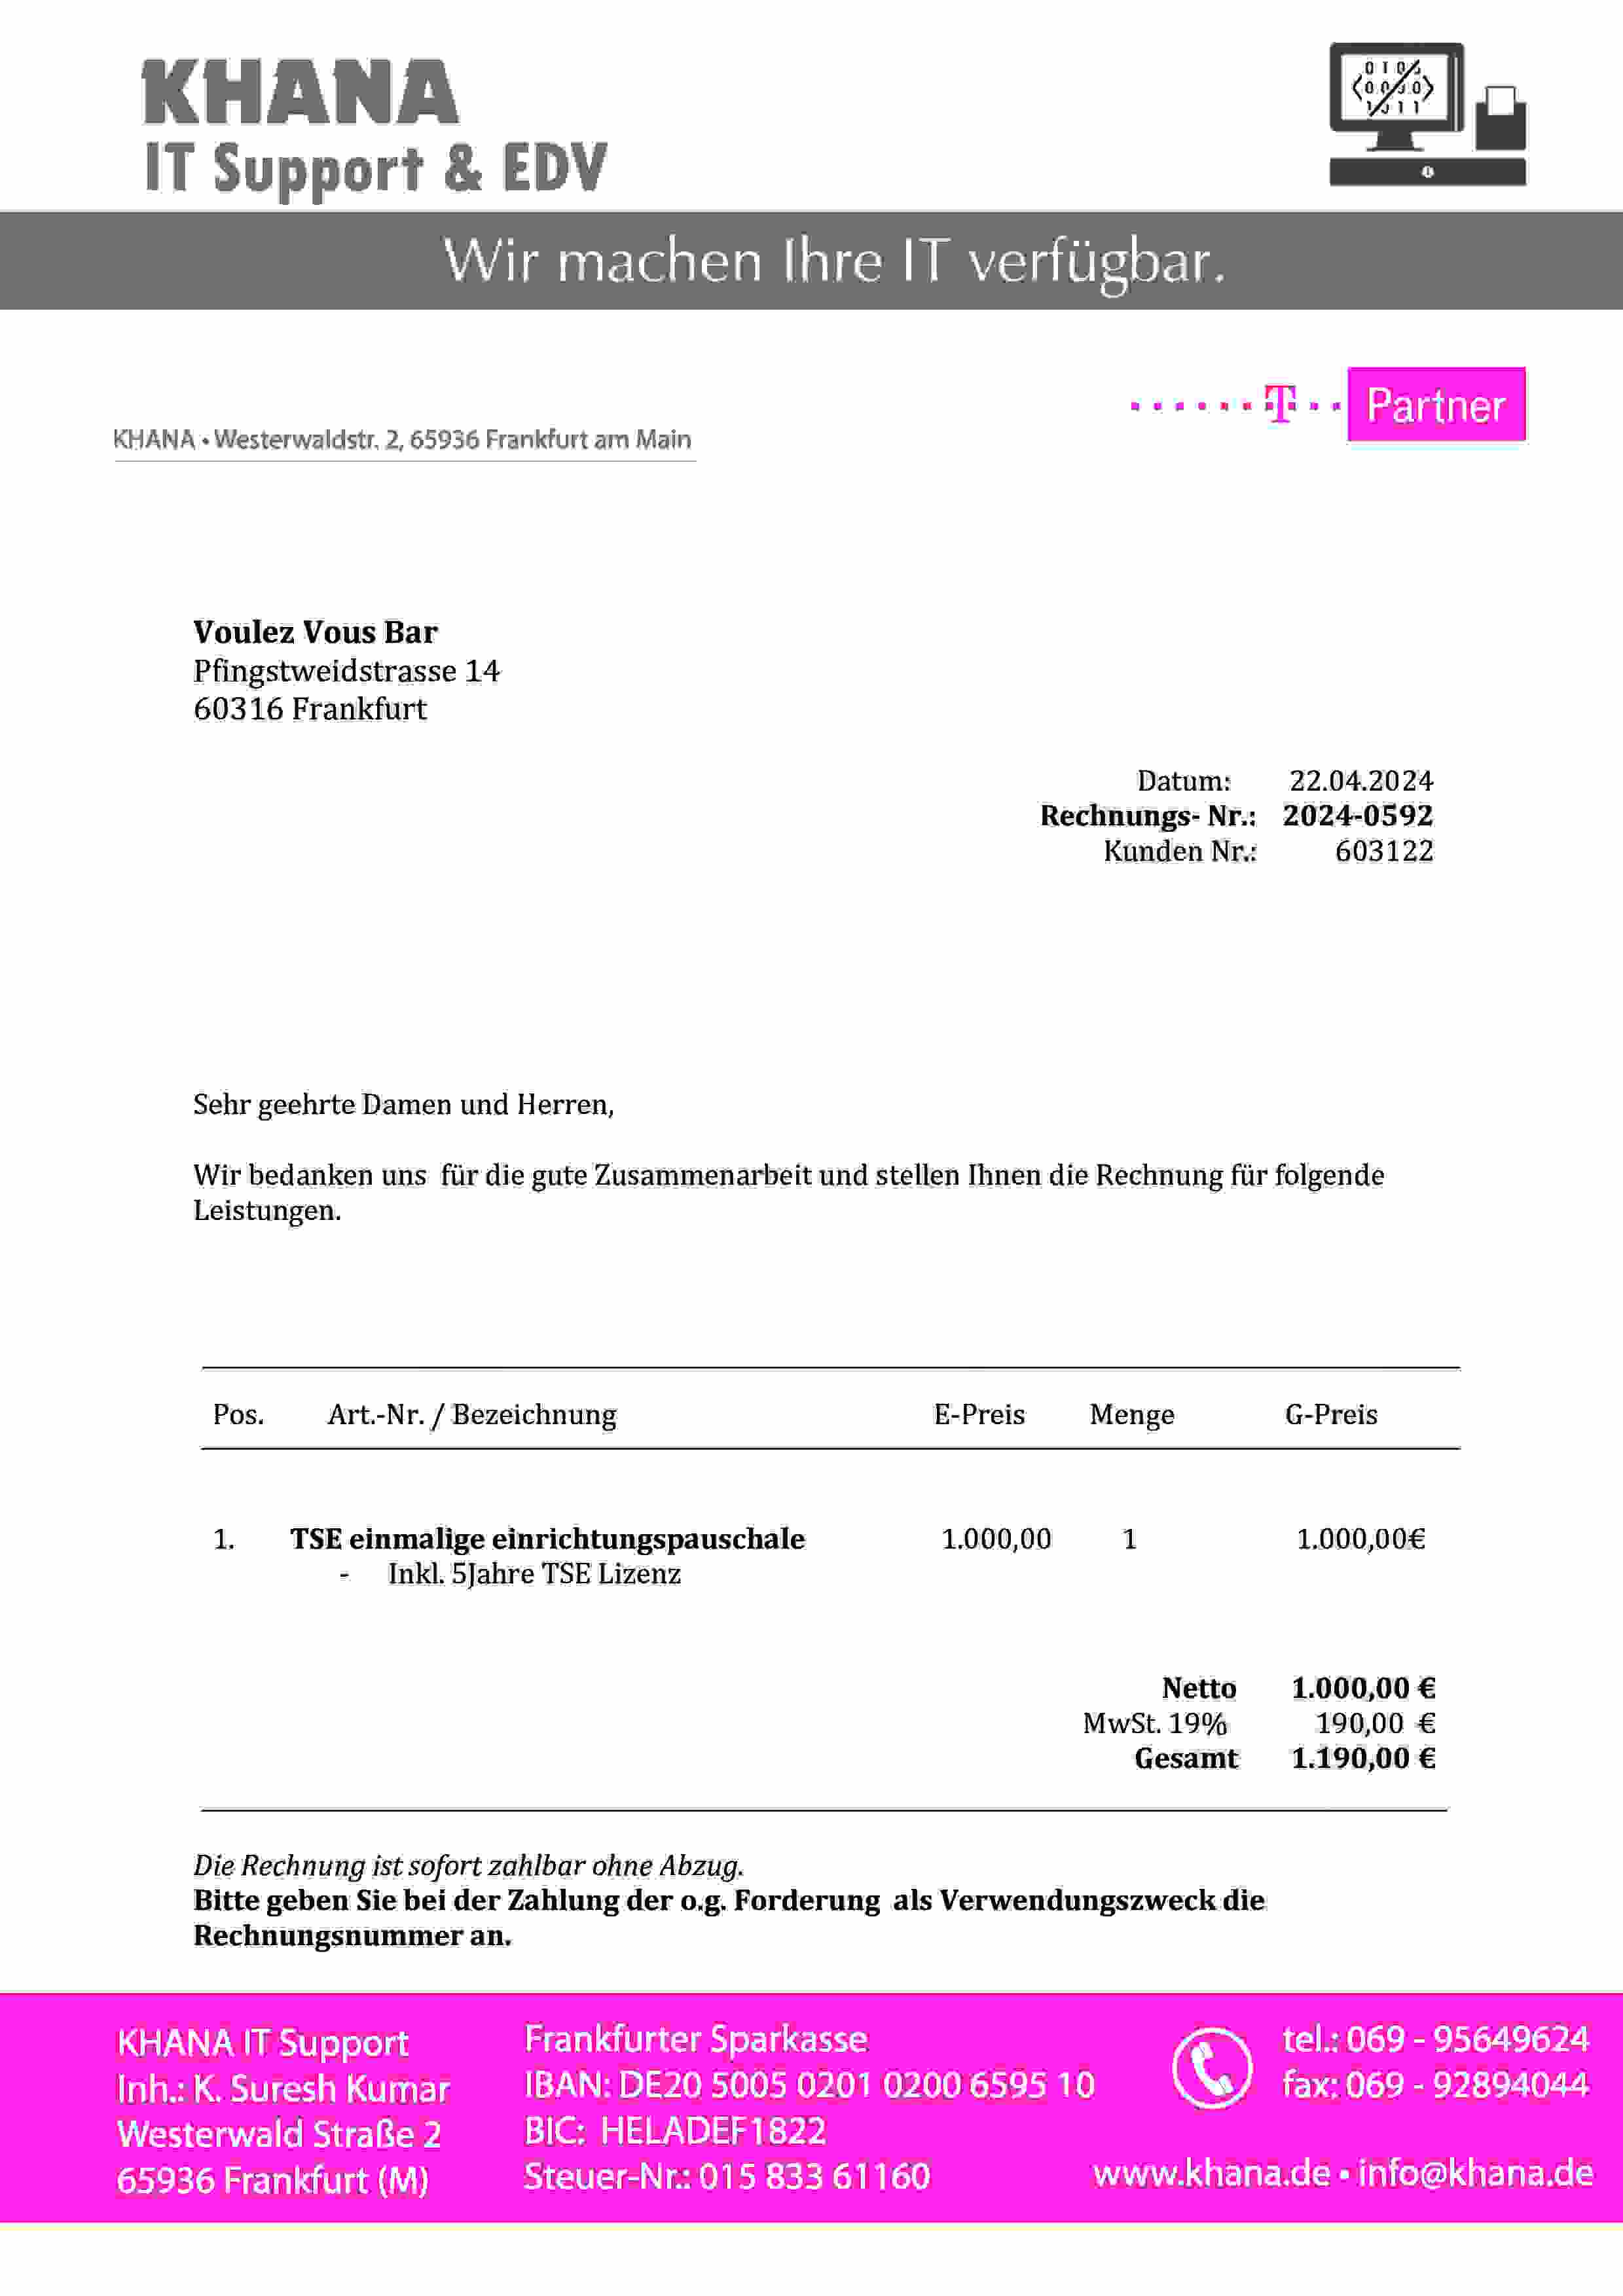 KHANA
IT Support & EDV
Wir machen Ihre IT verfügbar.
T Partner
KHANA • Westerwaldstr. 2, 65936 Frankfurt am Main
Voulez Vous Bar
Pfingstweidstrasse 14
60316 Frankfurt
Datum: 22.04.2024
Rechnungs- Nr.: 2024-0592
Kunden Nr.: 603122
Sehr geehrte Damen und Herren,
Wir bedanken uns für die gute Zusammenarbeit und stellen Ihnen die Rechnung für folgende
Leistungen.
Pos. Art.-Nr. / Bezeichnung E-Preis Menge G-Preis
1. TSE einmalige einrichtungspauschale 1.000,00 1 1.000,00€
- Inkl. 5Jahre TSE Lizenz
Netto 1.000,00 €
MwSt. 19% 190,00 €
Gesamt 1.190,00 €
Die Rechnung ist sofort zahlbar ohne Abzug.
Bitte geben Sie bei der Zahlung der o.g. Forderung als Verwendungszweck die
Rechnungsnummer an.
KHANA IT Support
Inh.: K. Suresh Kumar
Westerwald Straße 2
65936 Frankfurt (M)
Frankfurter Sparkasse
IBAN: DE20 5005 0201 0200 6595 10
BIC: HELADEF1822
Steuer-Nr.: 015 833 61160
tel.: 069 - 95649624
fax: 069 - 92894044
www.khana.de • info@khana.de